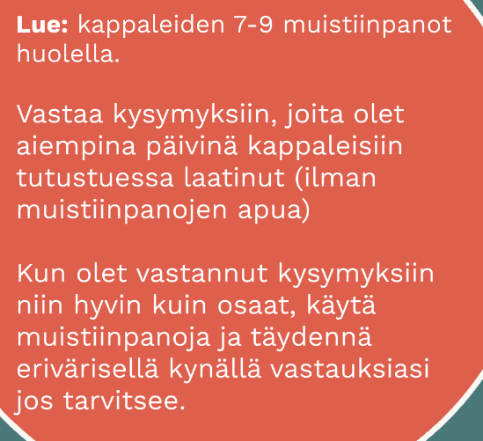 Lue: kappaleiden 7-9 muistiinpanot
huolella.
Vastaa kysymyksiin, joita olet
aiempina päivinä kappaleisiin
tutustuessa laatinut (ilman
muistiinpanojen apua)
Kun olet vastannut kysymyksiin
niin hyvin kuin osaat, käytä
muistiinpanoja ja täydennä
erivärisellä kynällä vastauksiasi
jos tarvitsee.